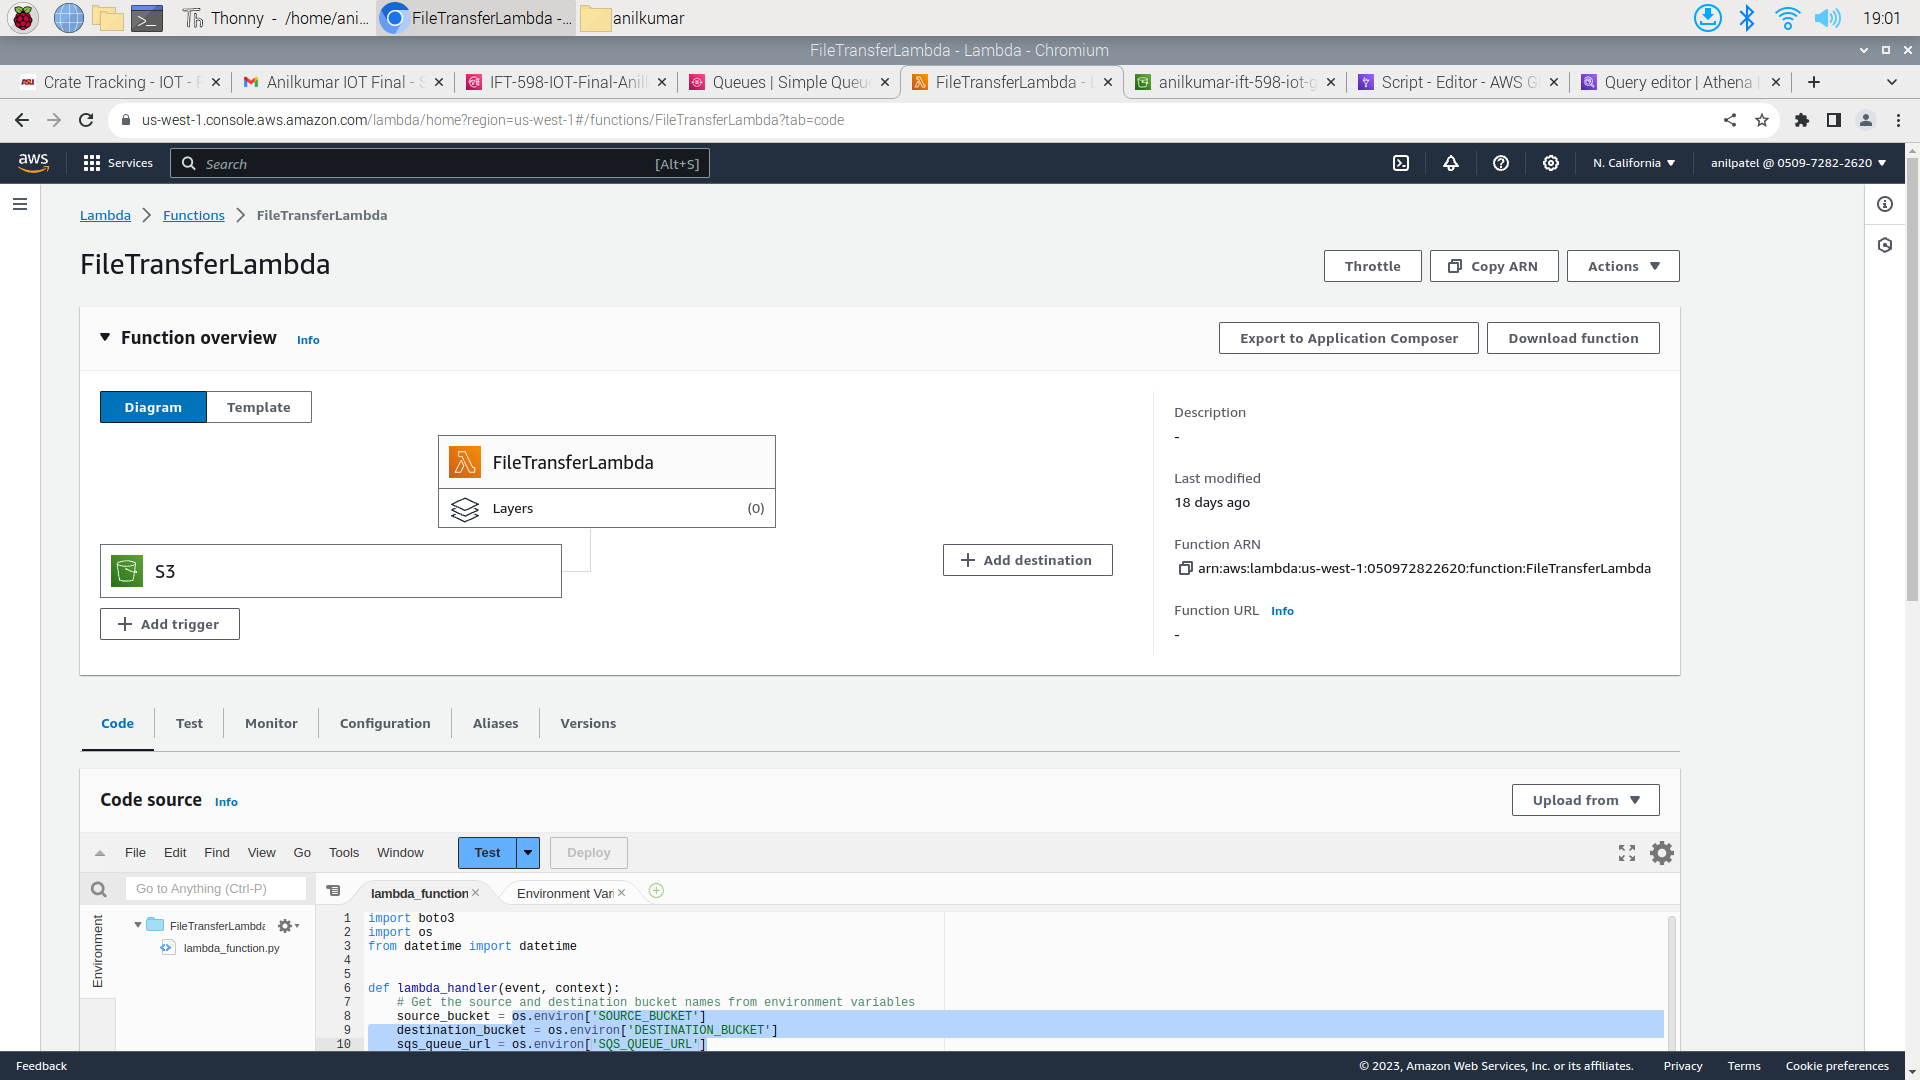 Thonny - /home/ani...
FileTransferLambda -...
anilkumar
19:01
FileTransferLambda - Lambda - Chromium
Crate Tracking - IOT -
Anilkumar IOT Final -
IFT-598-IOT-Final-Anil
Queues | Simple Queu
FileTransferLambda -
anilkumar-ift-598-iot-g
Script - Editor - AWS G
Query editor | Athena
us-west-1.console.aws.amazon.com/lambda/home?region=us-west-1#/functions/FileTransferLambda?tab=code
aws
Services
Search
[Alt+S]
N. California
anilpatel @ 0509-7282-2620
Lambda
Functions
FileTransferLambda
FileTransferLambda
Throttle
Copy ARN
Actions
Function overview
Info
Export to Application Composer
Download function
Diagram
Template
FileTransferLambda
Layers
(0)
S3
Add trigger
Add destination
Description
-
Last modified
18 days ago
Function ARN
arn:aws:lambda:us-west-1:050972822620:function:FileTransferLambda
Function URL Info
-
Code
Test
Monitor
Configuration
Aliases
Versions
Code source
Info
Upload from
File
Edit
Find
View
Go
Tools
Window
Test
Deploy
Go to Anything (Ctrl-P)
lambda_function
Environment Vari
Environment
FileTransferLambda
lambda_function.py
1 import boto3
2 import os
3 from datetime import datetime
4
5
6 def lambda_handler(event, context):
7 # Get the source and destination bucket names from environment variables
8 source_bucket = os.environ['SOURCE_BUCKET']
9 destination_bucket = os.environ['DESTINATION_BUCKET']
10 sqs_queue_url = os.environ['SQS_QUEUE_URL']
Feedback
© 2023, Amazon Web Services, Inc. or its affiliates.
Privacy
Terms
Cookie preferences